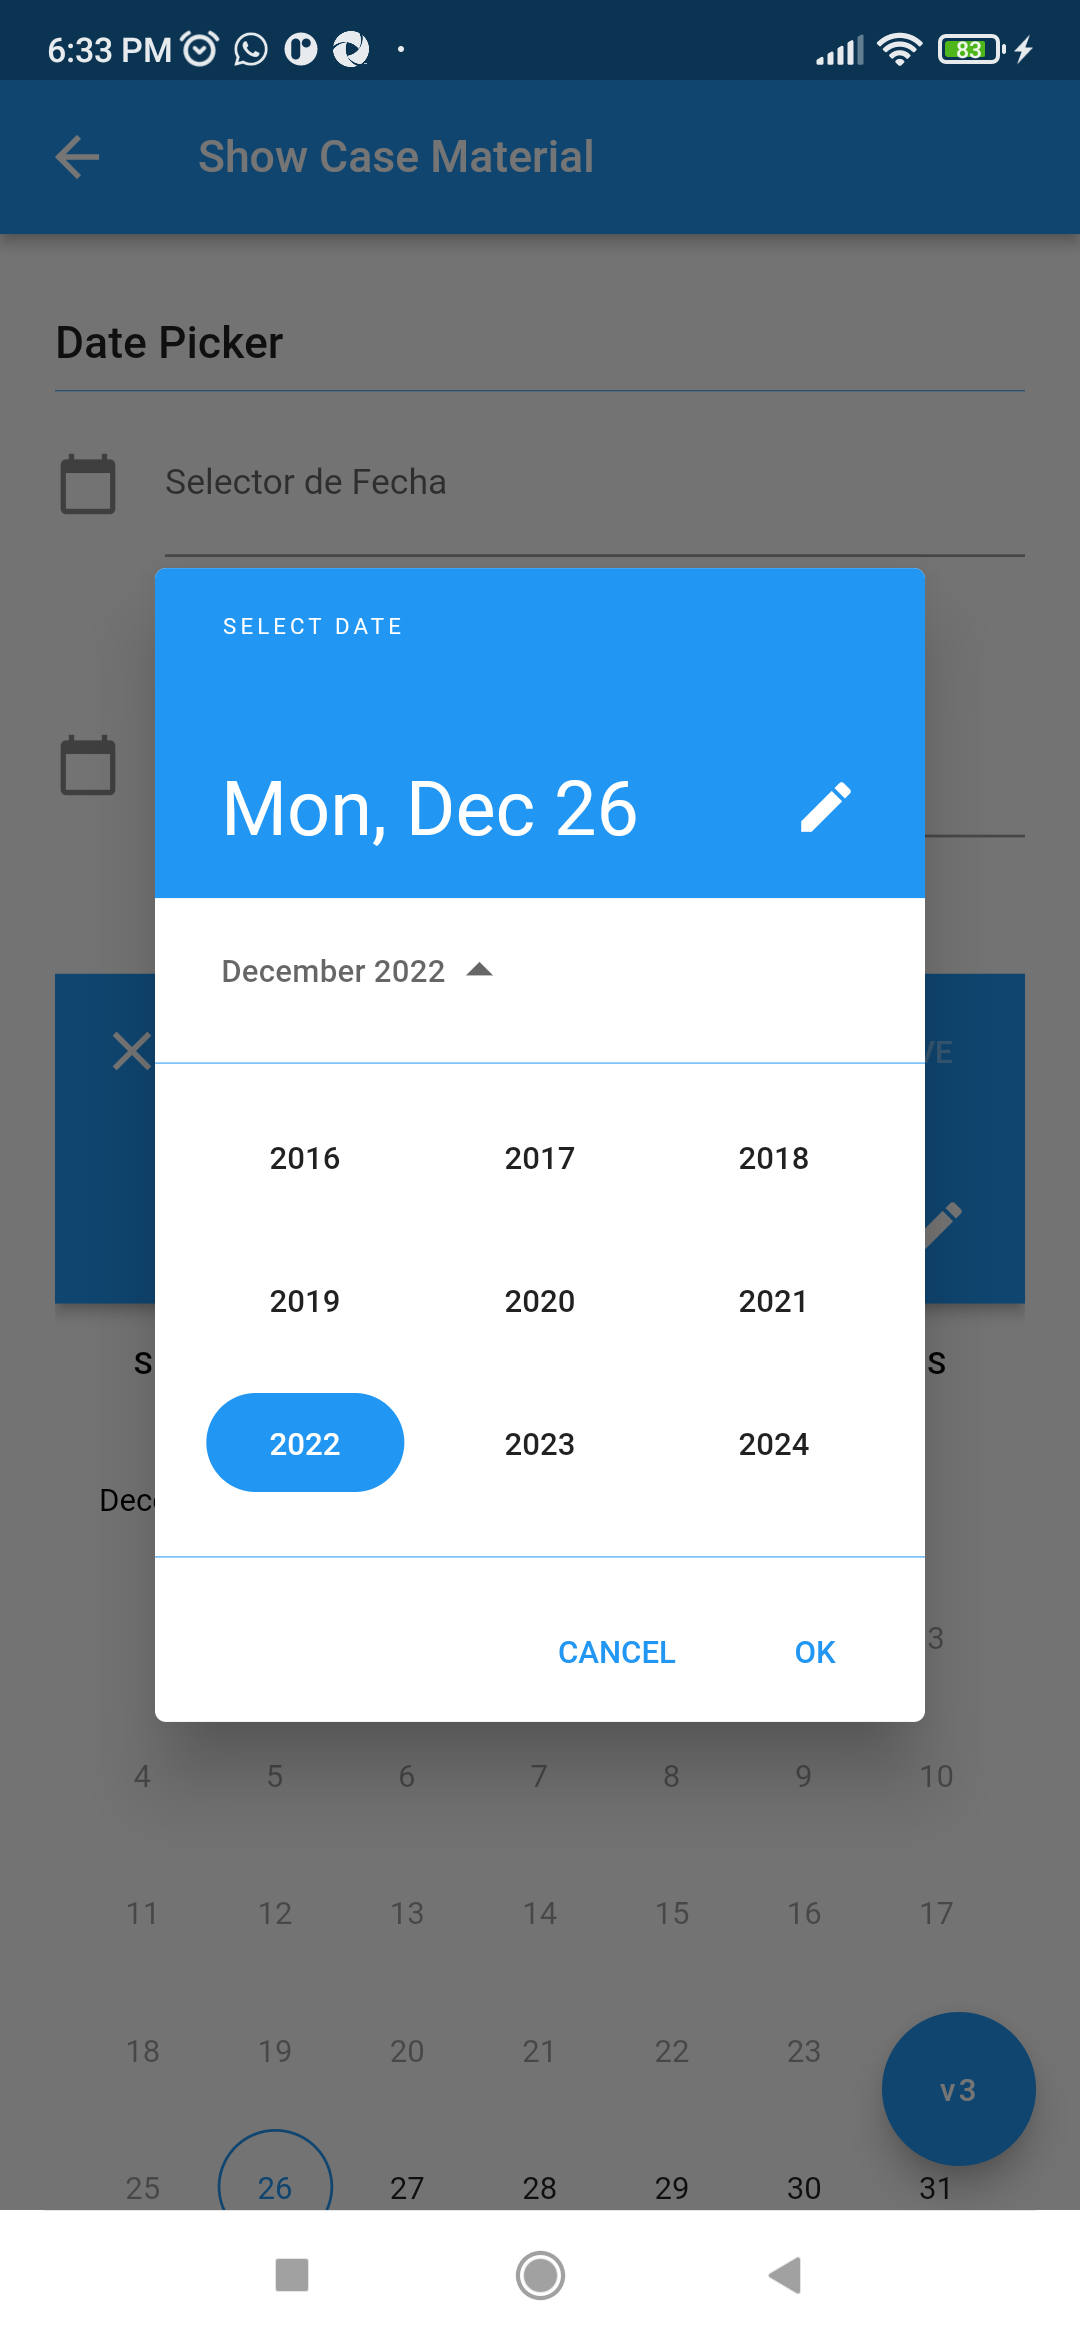 6:33 PM
83
Show Case Material
Date Picker
Selector de Fecha
SELECT DATE
Mon, Dec 26
December 2022
2016 2017 2018
2019 2020 2021
S S
2022 2023 2024
CANCEL OK
3
4 5 6 7 8 9 10
11 12 13 14 15 16 17
18 19 20 21 22 23
v3
25 26 27 28 29 30 31